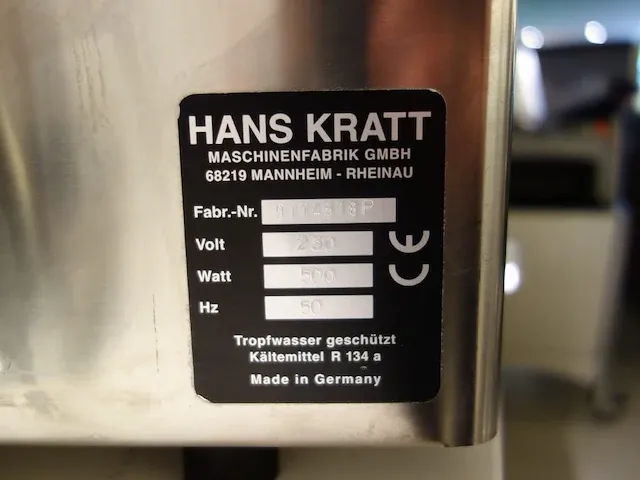 HANS KRATT
MASCHINENFABRIK GMBH
68219 MANNHEIM - RHEINAU
Fabr.-Nr.
Volt 230
Watt 500
Hz 50
CE
Tropfwasser geschützt
Kältemittel R 134 a
Made in Germany